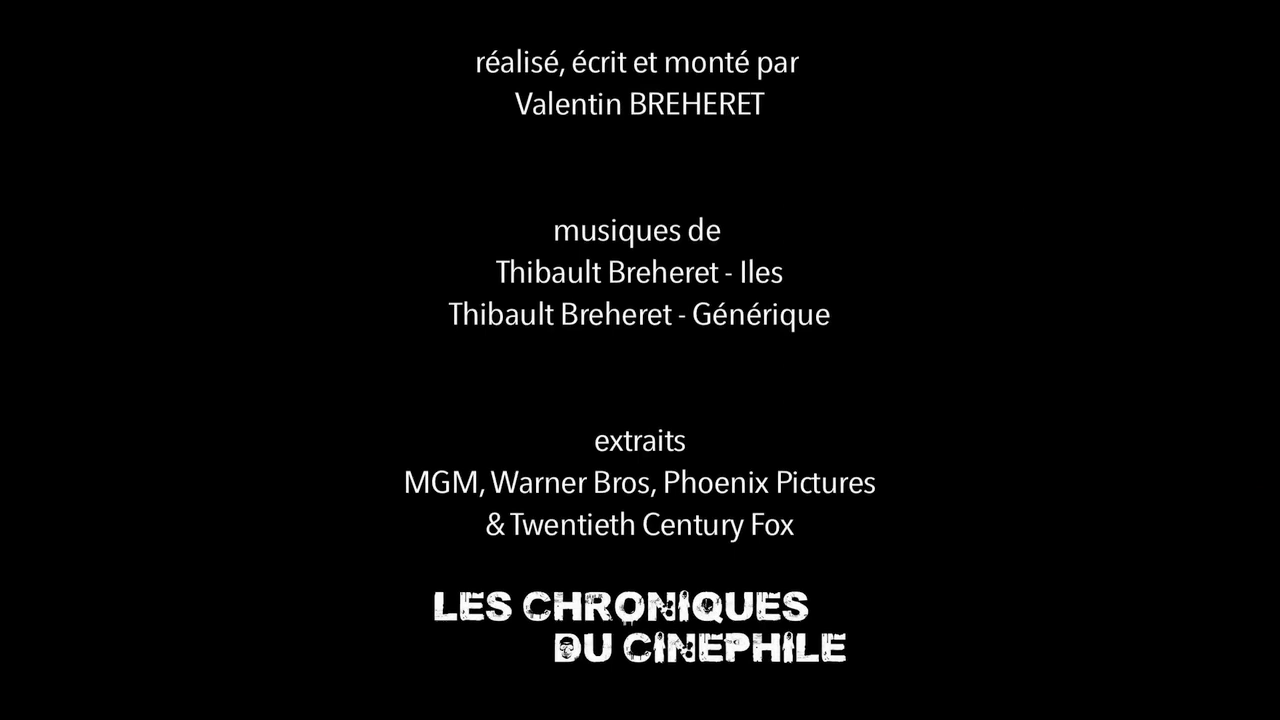 réalisé, écrit et monté par
Valentin BREHERET
musiques de
Thibault Breheret - Iles
Thibault Breheret - Générique
extraits
MGM, Warner Bros, Phoenix Pictures
& Twentieth Century Fox
LES CHRONIQUES
DU CINEPHILE